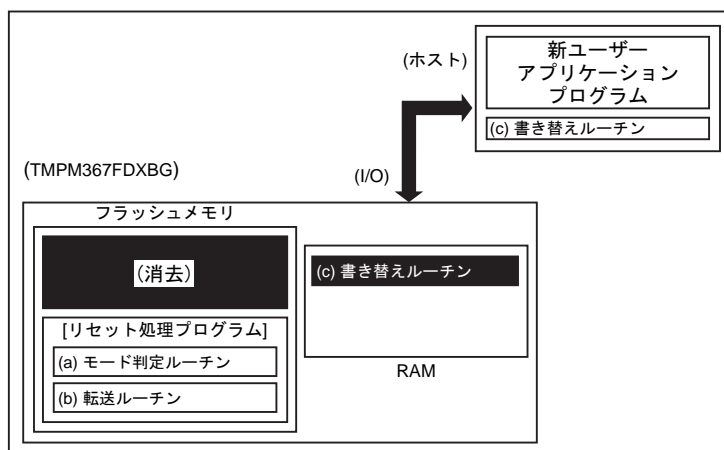 (ホスト)
新ユーザー
アプリケーション
プログラム
(c) 書き替えルーチン
(TMPM367FDXBG)
(I/O)
フラッシュメモリ
(消去)
[リセット処理プログラム]
(a) モード判定ルーチン
(b) 転送ルーチン
(c) 書き替えルーチン
RAM